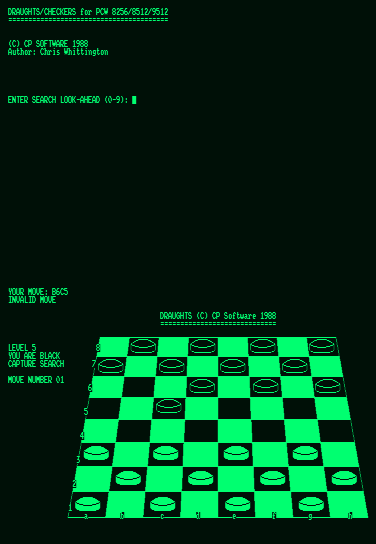 DRAUGHTS/CHECKERS for PCW 8256/8512/9512
========================================
(C) CP SOFTWARE 1988
Author: Chris Whittington
ENTER SEARCH LOOK-AHEAD (0-9):
YOUR MOVE: B6C5
INVALID MOVE
DRAUGHTS (C) CP Software 1988
=============================
LEVEL 5
YOU ARE BLACK
CAPTURE SEARCH
MOVE NUMBER 01
8
7
6
5
4
3
2
1
a b c d e f g h